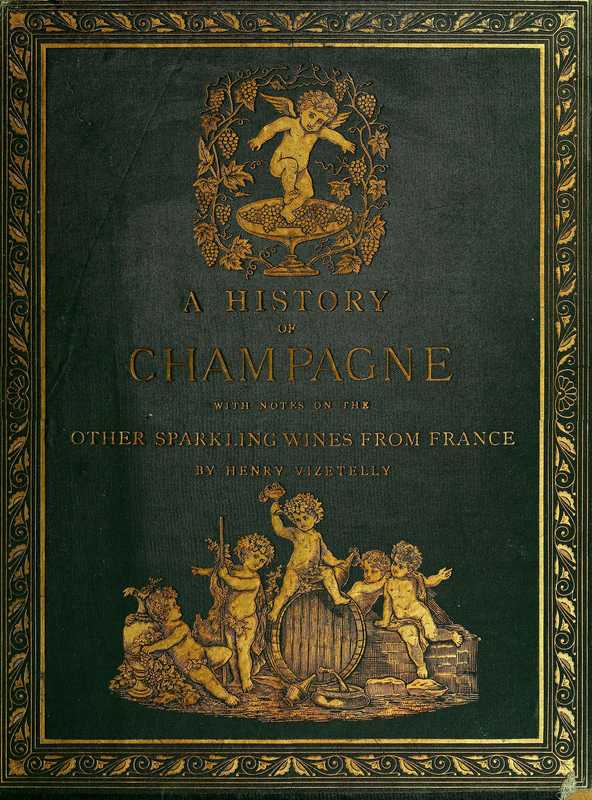 A HISTORY
OF
CHAMPAGNE
WITH NOTES ON THE
OTHER SPARKLING WINES FROM FRANCE
BY HENRY VIZETELLY